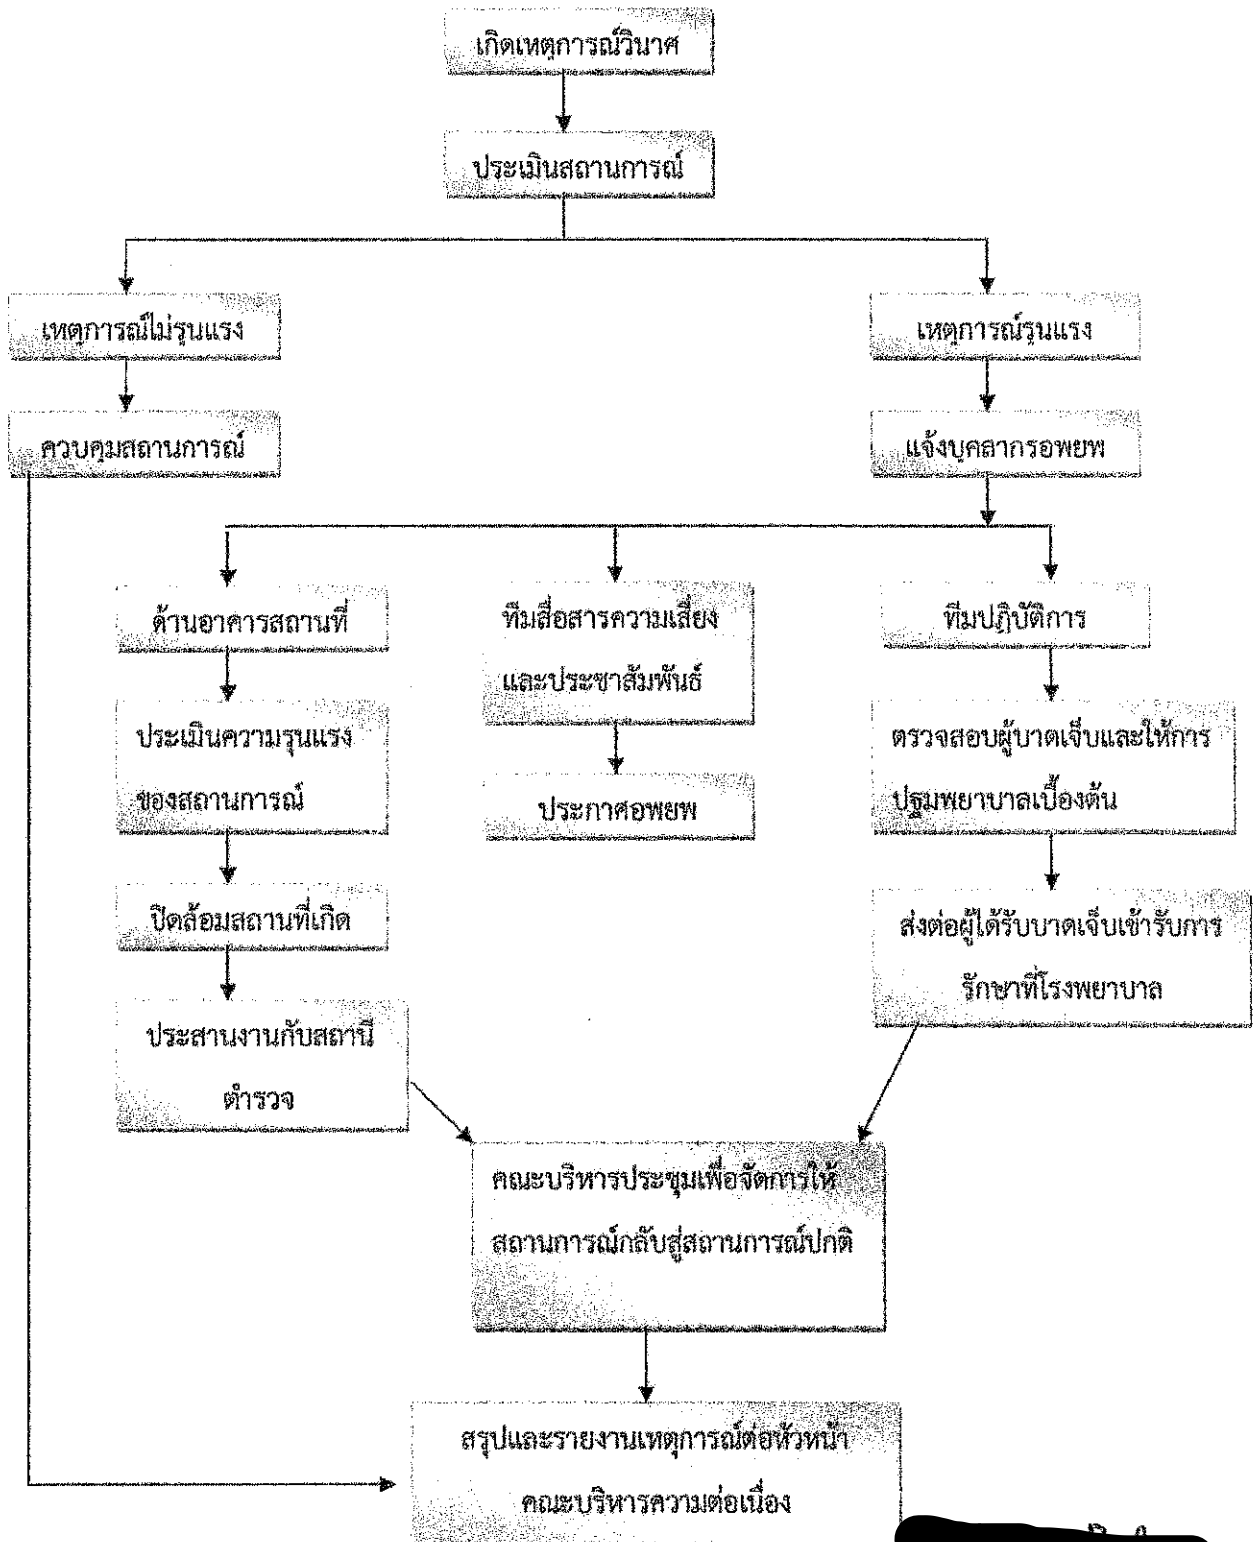 เกิดเหตุการณ์วินาศ
ประเมินสถานการณ์
เหตุการณ์ไม่รุนแรง
เหตุการณ์รุนแรง
ควบคุมสถานการณ์
แจ้งบุคลากรอพยพ
ด้านอาคารสถานที่
ทีมสื่อสารความเสี่ยง
และประชาสัมพันธ์
ทีมปฏิบัติการ
ประเมินความรุนแรง
ของสถานการณ์
ประกาศอพยพ
ตรวจสอบผู้บาดเจ็บและให้การ
ปฐมพยาบาลเบื้องต้น
ปิดล้อมสถานที่เกิด
ส่งต่อผู้ได้รับบาดเจ็บเข้ารับการ
รักษาที่โรงพยาบาล
ประสานงานกับสถานี
ตำรวจ
คณะบริหารประชุมเพื่อจัดการให้
สถานการณ์กลับสู่สถานการณ์ปกติ
สรุปและรายงานเหตุการณ์ต่อหัวหน้า
คณะบริหารความต่อเนื่อง